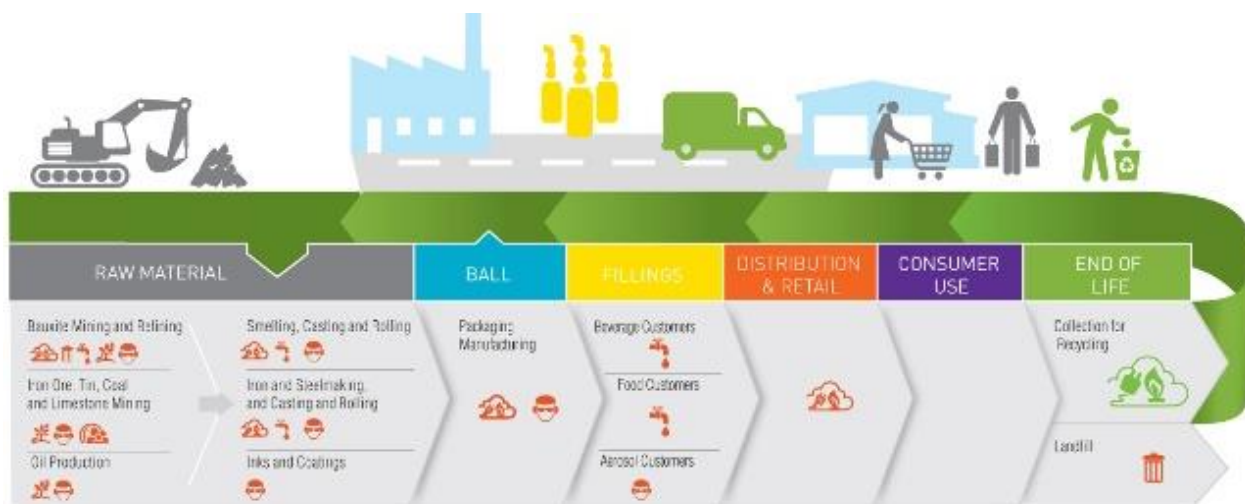 RAW MATERIAL
BALL
FILLINGS
DISTRIBUTION
& RETAIL
CONSUMER
USE
END OF
LIFE
Bauxite Mining and Refining
Iron Ore, Tin, Coal
and Limestone Mining
Oil Production
Smelting, Casting and Rolling
Iron and Steelmaking,
and Casting and Rolling
Inks and Coatings
Packaging
Manufacturing
Beverage Customers
Food Customers
Aerosol Customers
Collection for
Recycling
Landfill